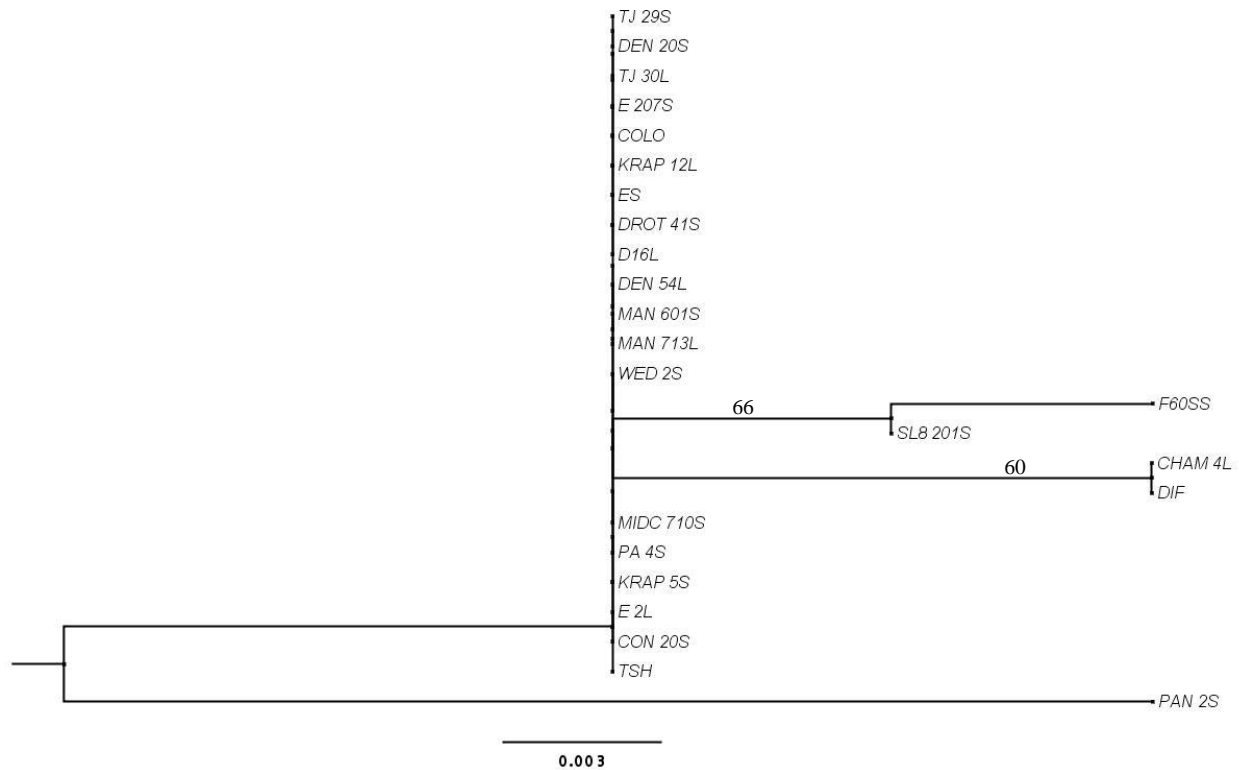 TJ 29S
DEN 20S
TJ 30L
E 207S
COLO
KRAP 12L
ES
DROT 41S
D16L
DEN 54L
MAN 601S
MAN 713L
WED 2S
66
F60SS
SL8 201S
60
CHAM 4L
DIF
MIDC 710S
PA 4S
KRAP 5S
E 2L
CON 20S
TSH
PAN 2S
0.003